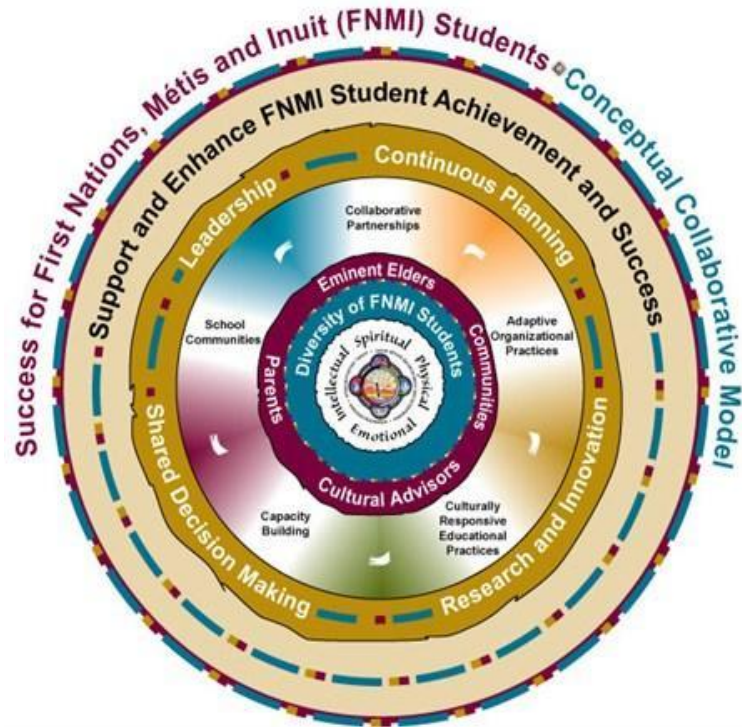 Success for First Nations, Métis and Inuit (FNMI) Students
Conceptual Collaborative Model
Support and Enhance FNMI Student Achievement and Success
Leadership
Continuous Planning
Research and Innovation
Shared Decision Making
Collaborative
Partnerships
Adaptive
Organizational
Practices
Culturally
Responsive
Educational
Practices
Capacity
Building
School
Communities
Eminent Elders
Communities
Cultural Advisors
Parents
Diversity of FNMI Students
Spiritual
Physical
Emotional
Intellectual